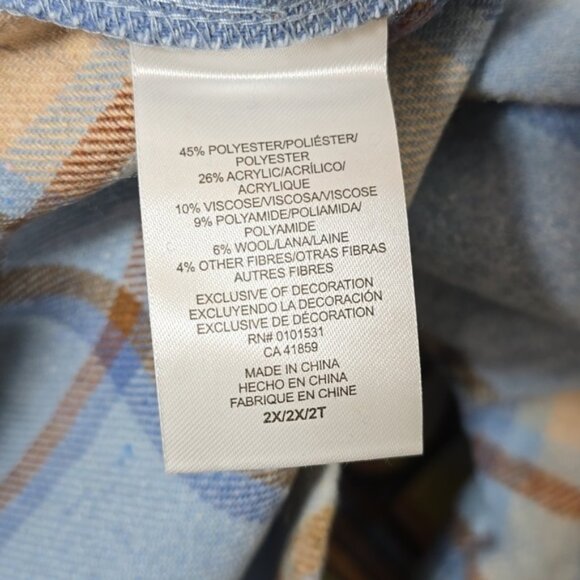 45% POLYESTER/POLIÉSTER/
POLYESTER
26% ACRYLIC/ACRÍLICO/
ACRYLIQUE
10% VISCOSE/VISCOSA/VISCOSE
9% POLYAMIDE/POLIAMIDA/
POLYAMIDE
6% WOOL/LANA/LAINE
4% OTHER FIBRES/OTRAS FIBRAS
AUTRES FIBRES
EXCLUSIVE OF DECORATION
EXCLUYENDO LA DECORACIÓN
EXCLUSIVE DE DÉCORATION
RN# 0101531
CA 41859
MADE IN CHINA
HECHO EN CHINA
FABRIQUE EN CHINE
2X/2X/2T